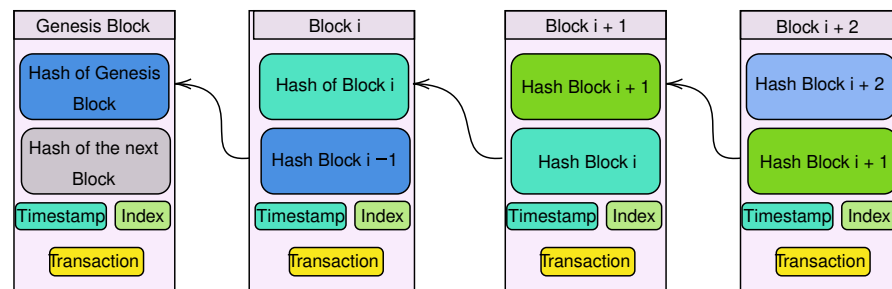 Genesis Block
Hash of Genesis
Block
Hash of the next
Block
Timestamp
Index
Transaction
Block i
Hash of Block i
Hash Block i −1
Timestamp
Index
Transaction
Block i + 1
Hash Block i + 1
Hash Block i
Timestamp
Index
Transaction
Block i + 2
Hash Block i + 2
Hash Block i + 1
Timestamp
Index
Transaction